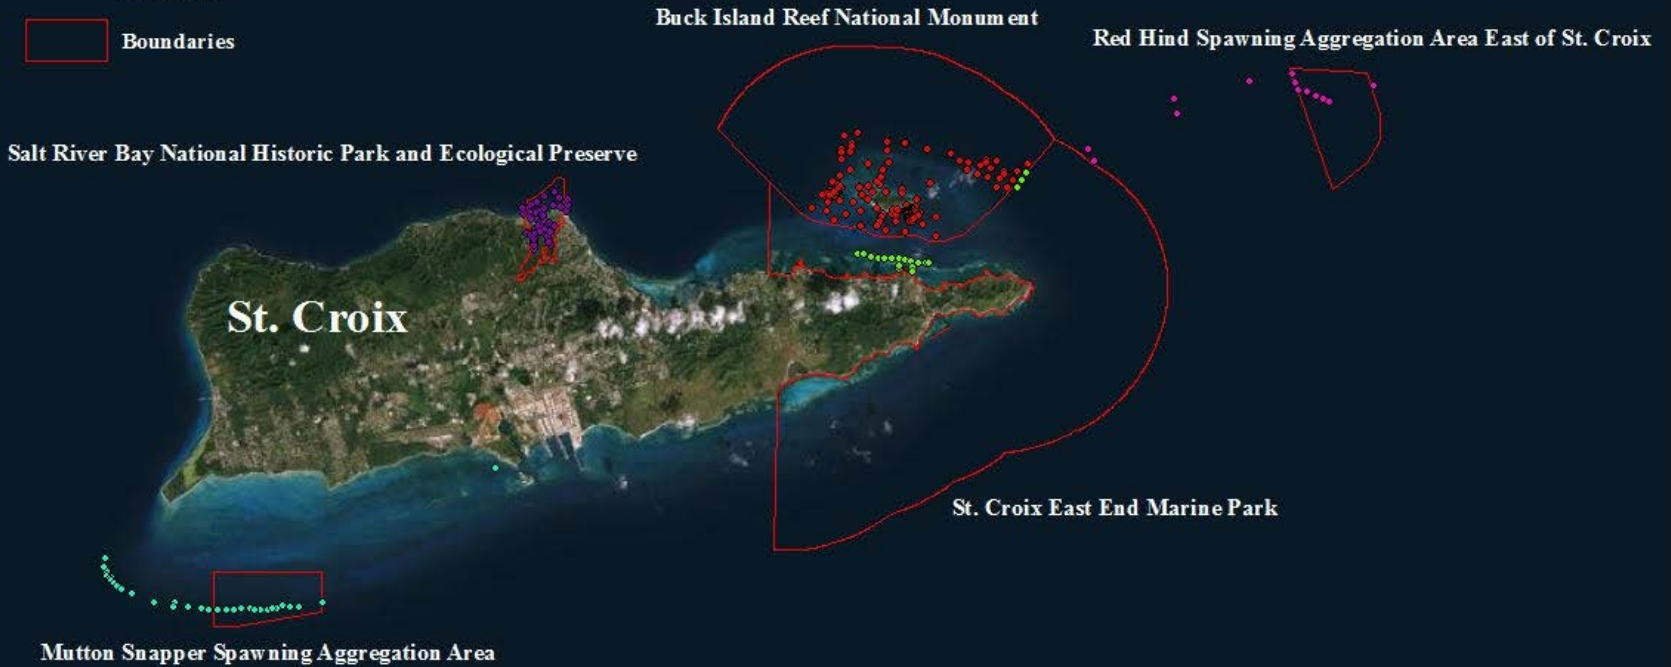 Boundaries
Buck Island Reef National Monument
Red Hind Spawning Aggregation Area East of St. Croix
Salt River Bay National Historic Park and Ecological Preserve
St. Croix
St. Croix East End Marine Park
Mutton Snapper Spawning Aggregation Area